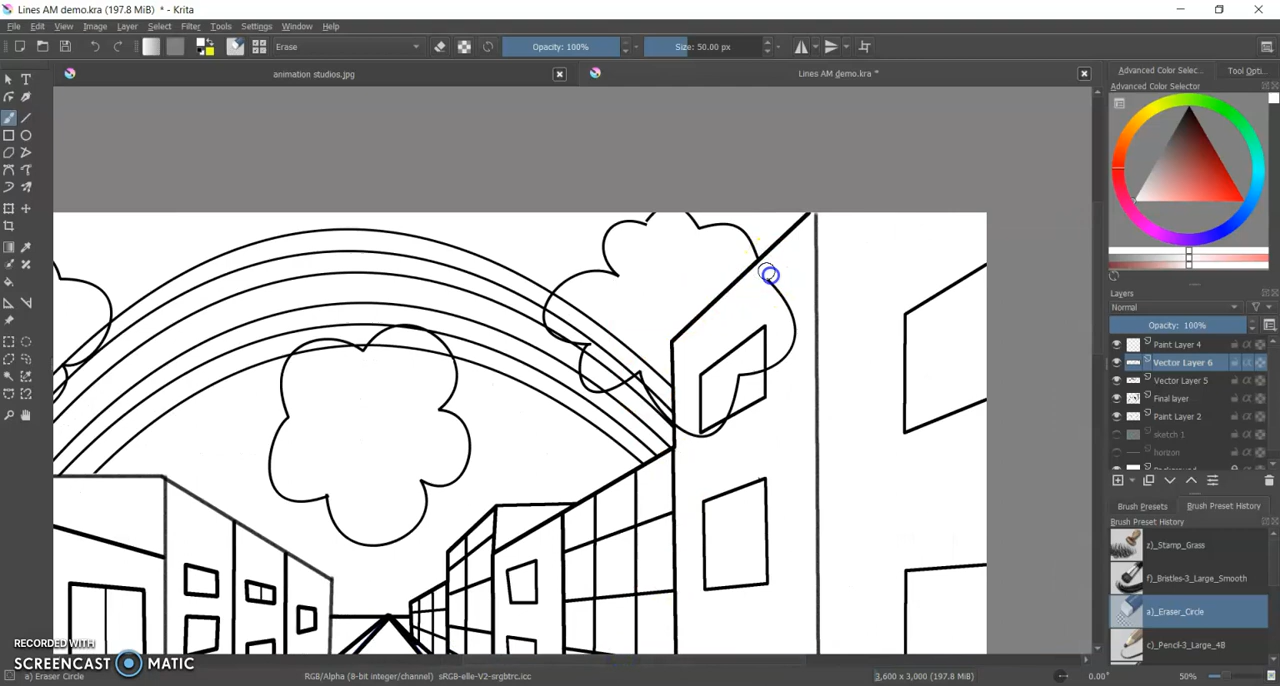 Lines AM demo.kra (197.8 MiB) * - Krita
File Edit View Image Layer Select Filter Tools Settings Window Help
Erase Opacity: 100% Size: 50.00 px
animation studios.jpg Lines AM demo.kra * Advanced Color Selec... Tool Opti...
Advanced Color Selector
Layers
Normal
Opacity: 100%
Paint Layer 4
Vector Layer 6
Vector Layer 5
Final layer
Paint Layer 2
sketch 1
horizon
Background
Brush Presets Brush Preset History
Brush Preset History
z)_Stamp_Grass
f)_Bristles-3_Large_Smooth
a)_Eraser_Circle
c)_Pencil-3_Large_4B
RECORDED WITH
SCREENCAST MATIC
a) Eraser Circle RGB/Alpha (8-bit integer/channel) sRGB-elle-V2-srgbtrc.icc 3,600 x 3,000 (197.8 MiB) 0.00° 50%